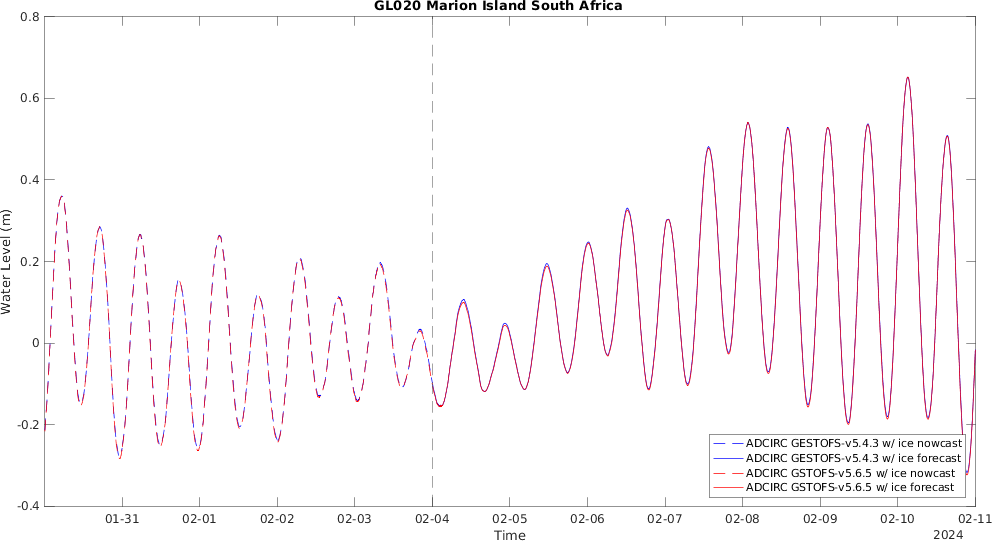 GL020 Marion Island South Africa
0.8
0.6
0.4
0.2
0
-0.2
-0.4
Water Level (m)
ADCIRC GESTOFS-v5.4.3 w/ ice nowcast
ADCIRC GESTOFS-v5.4.3 w/ ice forecast
ADCIRC GSTOFS-v5.6.5 w/ ice nowcast
ADCIRC GSTOFS-v5.6.5 w/ ice forecast
01-31 02-01 02-02 02-03 02-04 02-05 02-06 02-07 02-08 02-09 02-10 02-11
Time
2024